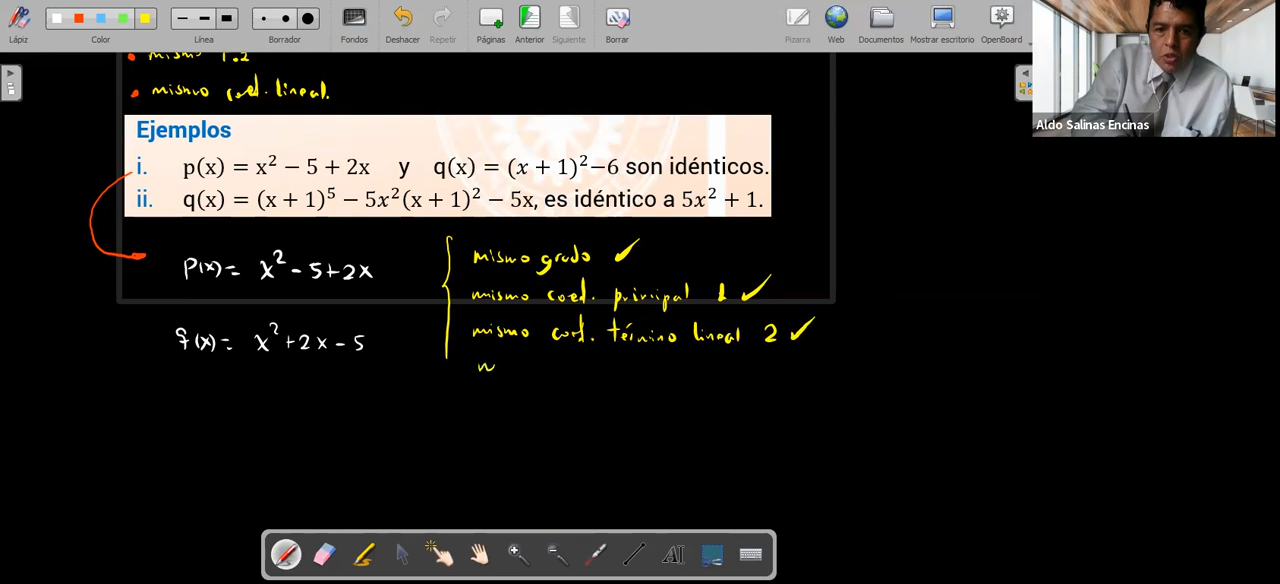 Lápiz Color Línea Borrador Fondos Deshacer Repetir Páginas Anterior Siguiente Borrar Pizarra Web Documentos Mostrar escritorio OpenBoard
Aldo Salinas Encinas
• mismo
• mismo coef. lineal.
Ejemplos
i. p(x) = x² − 5 + 2x y q(x) = (x + 1)²−6 son idénticos.
ii. q(x) = (x + 1)⁵ − 5x²(x + 1)² − 5x, es idéntico a 5x² + 1.
P(x) = x² - 5 + 2x
q(x) = x² + 2x - 5
mismo grado ✓
mismo coef. principal 1 ✓
mismo coef. término lineal 2 ✓
m
AI